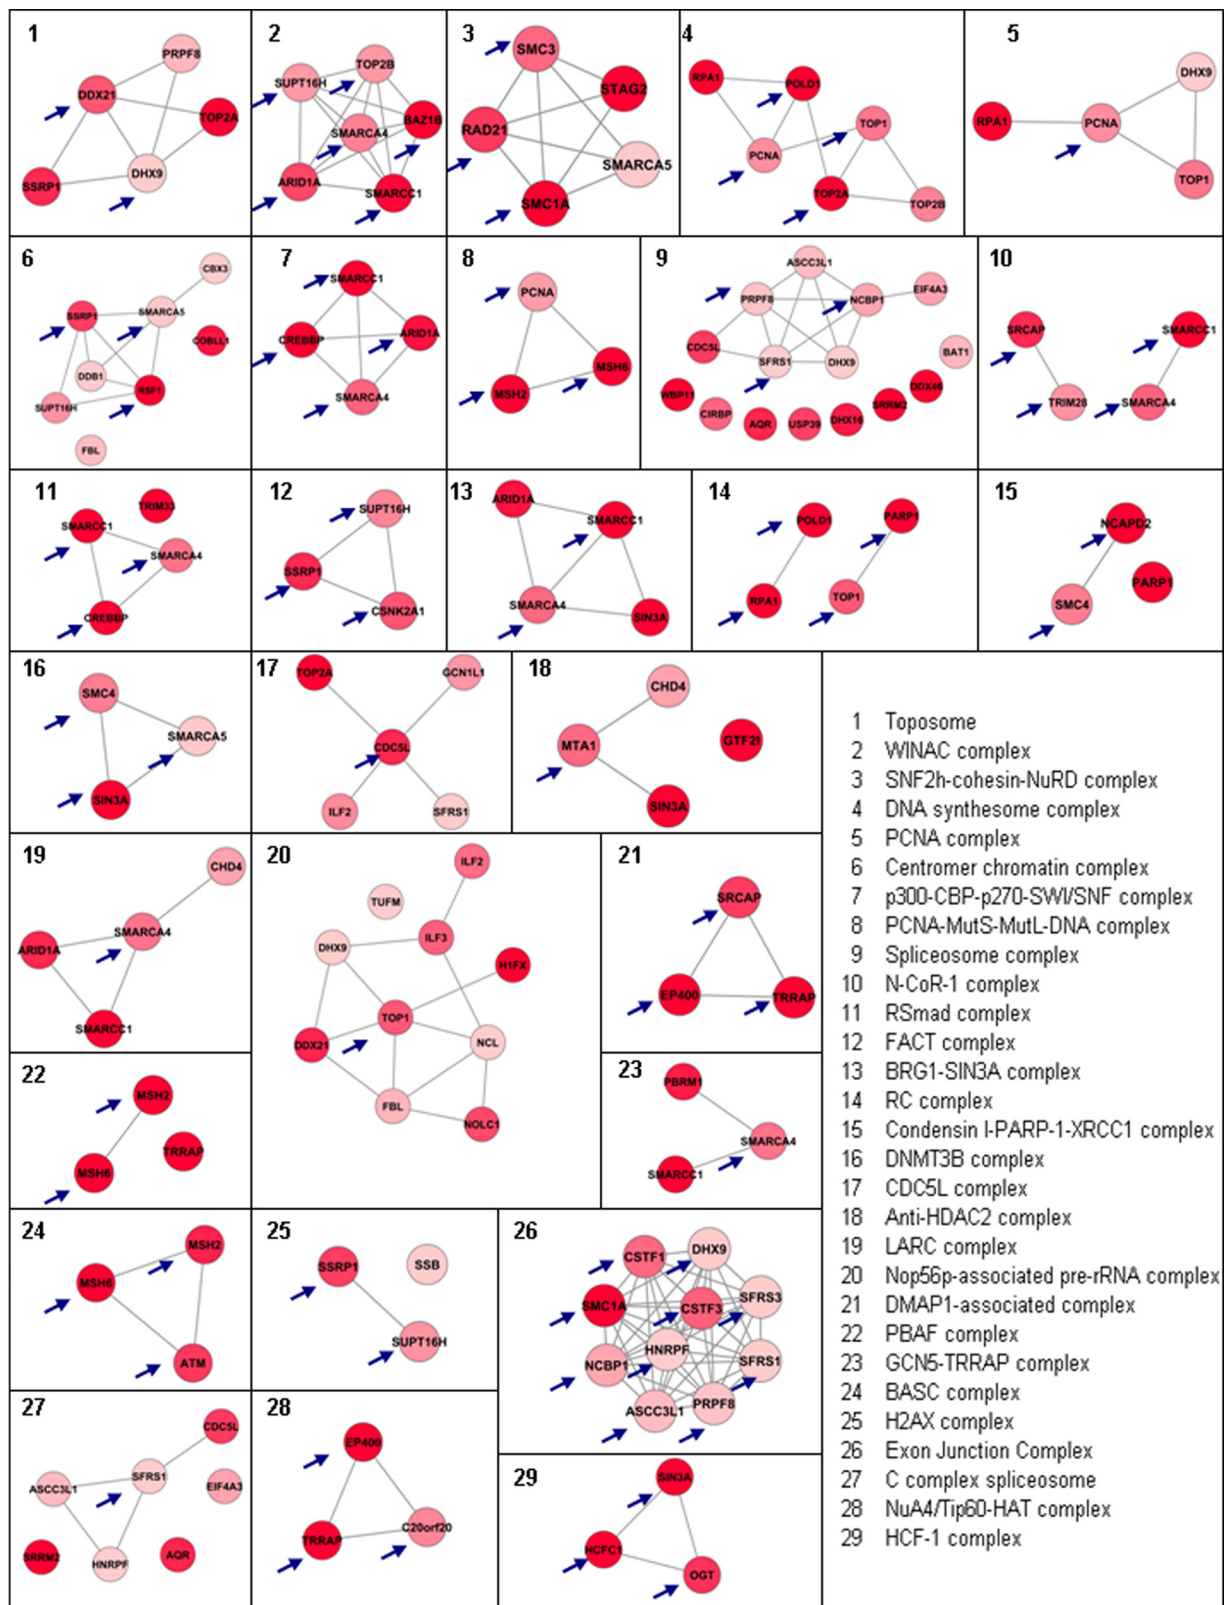 1
PRPF8
DDX21
TOP2A
DHX9
SSRP1
2
TOP2B
SUPT16H
BAZ1B
SMARCA4
ARID1A
SMARCC1
3
SMC3
STAG2
RAD21
SMARCA5
SMC1A
4
RPA1
POLD1
TOP1
PCNA
TOP2A
TOP2B
5
DHX9
RPA1
PCNA
TOP1
6
CBX3
SSRP1
SMARCA5
COBLL1
DDB1
RSF1
SUPT16H
FBL
7
SMARCC1
CREBBP
ARID1A
SMARCA4
8
PCNA
MSH6
MSH2
9
ASCC3L1
PRPF8
NCBP1
EIF4A3
CDC5L
SFRS1
DHX9
BAT1
WBP11
CIRBP
AQR
USP39
DHX16
SRRM2
DDX46
10
SRCAP
SMARCC1
TRIM28
SMARCA4
11
TRIM33
SMARCC1
SMARCA4
CREBBP
12
SUPT16H
SSRP1
CSNK2A1
13
ARID1A
SMARCC1
SMARCA4
SIN3A
14
POLD1
PARP1
RPA1
TOP1
15
NCAPD2
PARP1
SMC4
16
SMC4
SMARCA5
SIN3A
17
TOP2A
GCN1L1
CDC5L
ILF2
SFRS1
18
CHD4
MTA1
GTF2I
SIN3A
19
CHD4
SMARCA4
ARID1A
SMARCC1
20
ILF2
TUFM
DHX9
ILF3
H1FX
TOP1
DDX21
NCL
FBL
NOLC1
21
SRCAP
EP400
TRRAP
22
MSH2
TRRAP
MSH6
23
PBRM1
SMARCA4
SMARCC1
24
MSH2
MSH6
ATM
25
SSRP1
SSB
SUPT16H
26
CSTF1
DHX9
SMC1A
CSTF3
SFRS3
HNRPF
NCBP1
SFRS1
ASCC3L1
PRPF8
27
CDC5L
ASCC3L1
SFRS1
EIF4A3
SRRM2
HNRPF
AQR
28
EP400
C20orf20
TRRAP
29
SIN3A
HCFC1
OGT
1 Toposome
2 WINAC complex
3 SNF2h-cohesin-NuRD complex
4 DNA synthesome complex
5 PCNA complex
6 Centromer chromatin complex
7 p300-CBP-p270-SWI/SNF complex
8 PCNA-MutS-MutL-DNA complex
9 Spliceosome complex
10 N-CoR-1 complex
11 RSmad complex
12 FACT complex
13 BRG1-SIN3A complex
14 RC complex
15 Condensin I-PARP-1-XRCC1 complex
16 DNMT3B complex
17 CDC5L complex
18 Anti-HDAC2 complex
19 LARC complex
20 Nop56p-associated pre-rRNA complex
21 DMAP1-associated complex
22 PBAF complex
23 GCN5-TRRAP complex
24 BASC complex
25 H2AX complex
26 Exon Junction Complex
27 C complex spliceosome
28 NuA4/Tip60-HAT complex
29 HCF-1 complex